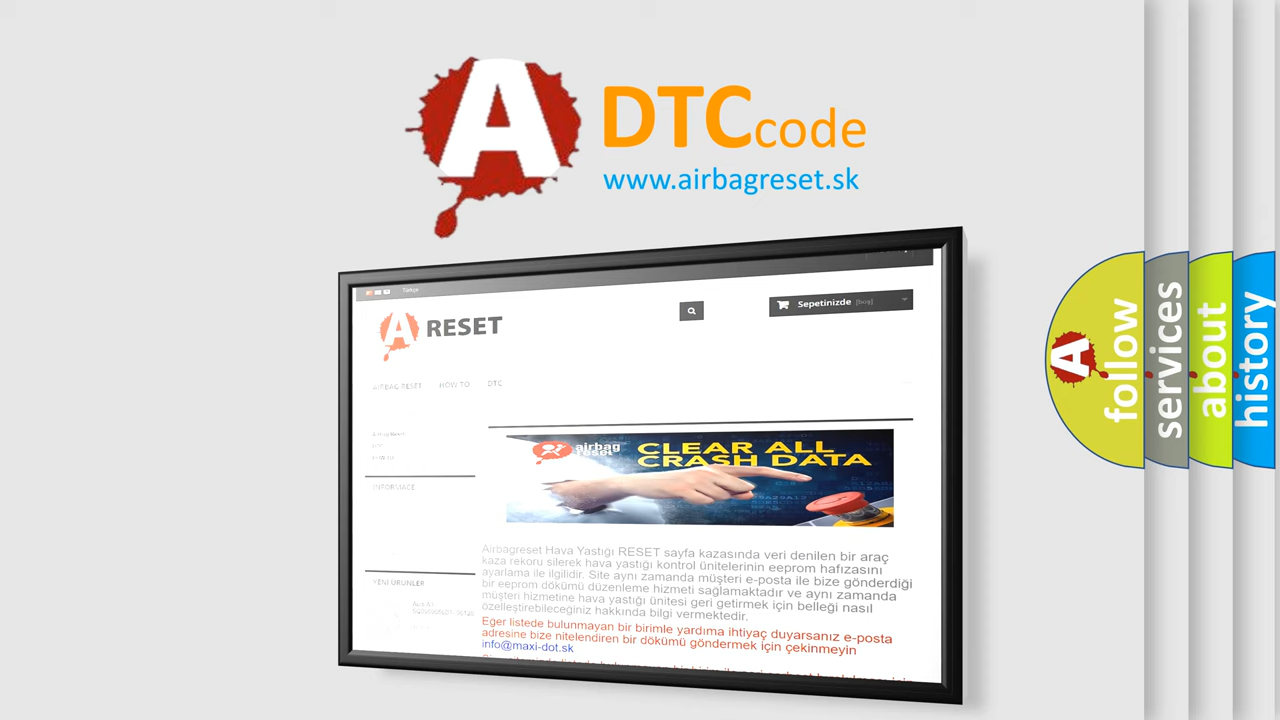 A
DTCcode
www.airbagreset.sk
Türkçe
A RESET
Sepetinizde [boş]
AIRBAG RESET HOW TO DTC
HOW TO
INFORMACE
airbag
reset
CLEAR ALL
CRASH DATA
Airbagreset Hava Yastığı RESET sayfa kazasında veri denilen bir araç
kaza rekoru silerek hava yastığı kontrol ünitelerinin eeprom hafızasını
ayarlama ile ilgilidir. Site aynı zamanda müşteri e-posta ile bize gönderdiği
bir eeprom dökümü düzenleme hizmeti sağlamaktadır ve aynı zamanda
müşteri hizmetine hava yastığı ünitesi geri getirmek için belleği nasıl
özelleştirebileceğiniz hakkında bilgi vermektedir.
YENI ÜRÜNLER
Eğer listede bulunmayan bir birimle yardıma ihtiyaç duyarsanız e-posta
adresine bize nitelendiren bir dökümü göndermek için çekinmeyin
info@maxi-dot.sk
A
follow
services
about
history